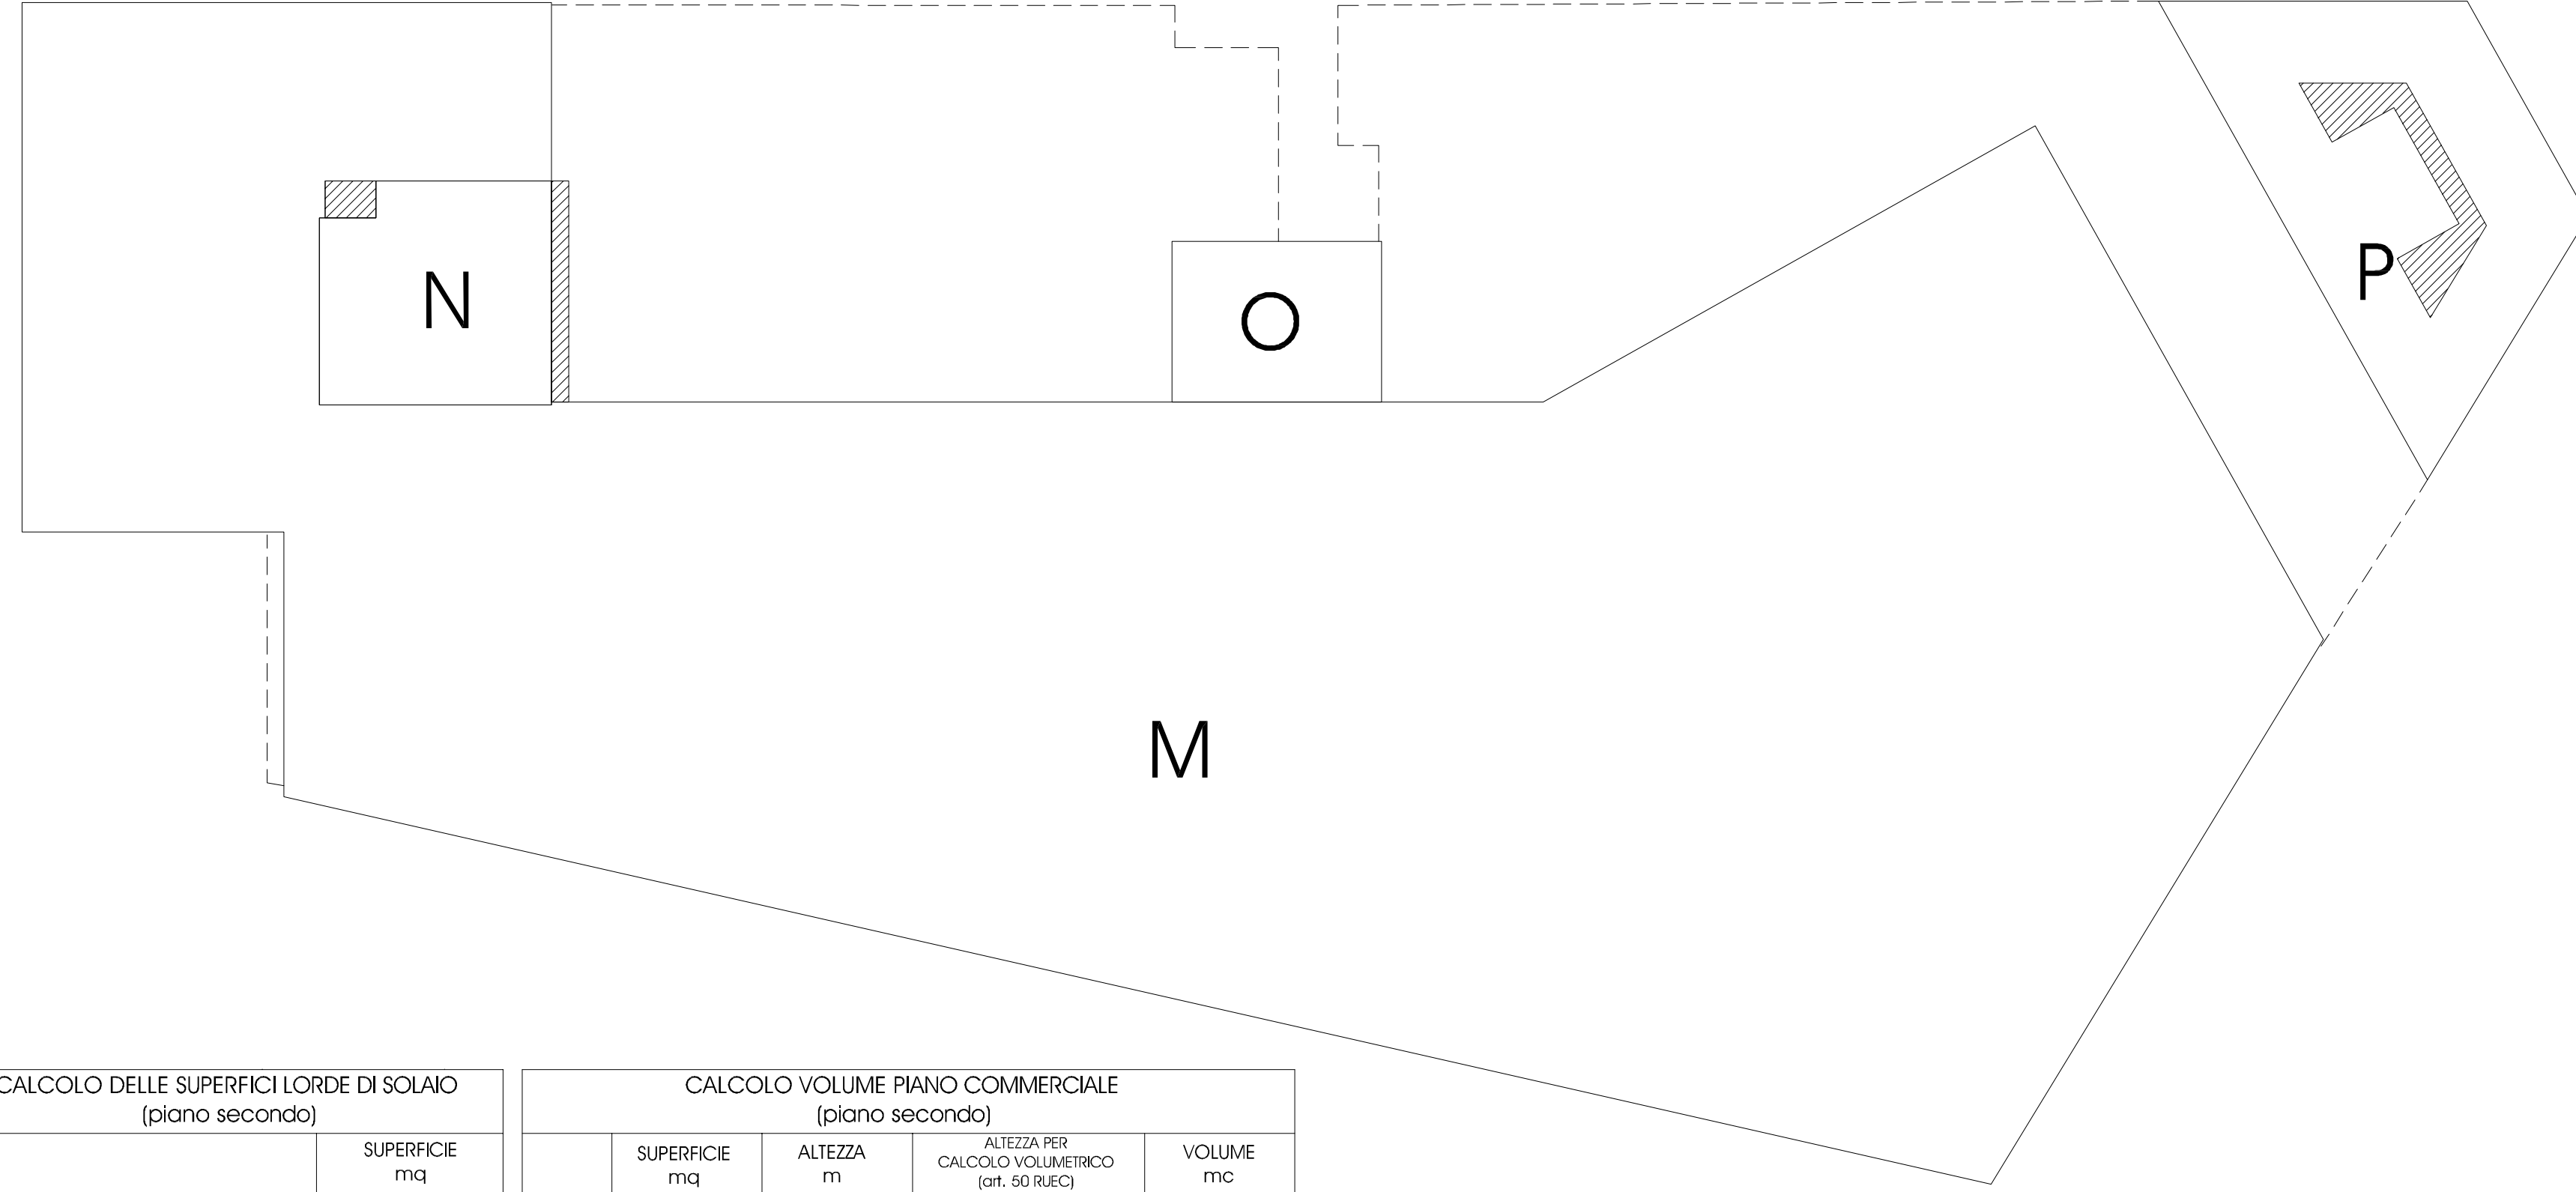 N
O
P
M
CALCOLO DELLE SUPERFICI LORDE DI SOLAIO
(piano secondo)
SUPERFICIE
mq
CALCOLO VOLUME PIANO COMMERCIALE
(piano secondo)
SUPERFICIE
mq
ALTEZZA
m
ALTEZZA PER
CALCOLO VOLUMETRICO
(art. 50 RUEC)
VOLUME
mc